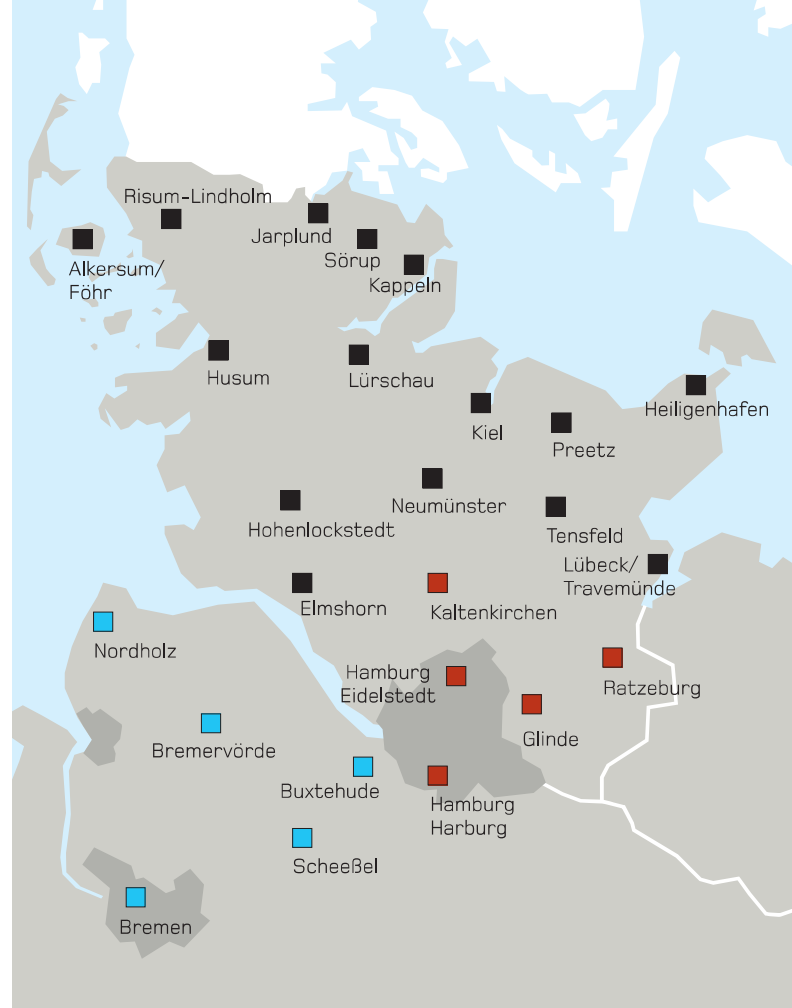 Risum-Lindholm
Jarplund
Sörup
Alkersum/
Föhr
Kappeln
Husum
Lürschau
Heiligenhafen
Kiel
Preetz
Neumünster
Hohenlockstedt
Tensfeld
Lübeck/
Travemünde
Elmshorn
Kaltenkirchen
Nordholz
Hamburg
Eidelstedt
Ratzeburg
Glinde
Bremervörde
Buxtehude
Hamburg
Harburg
Scheeßel
Bremen